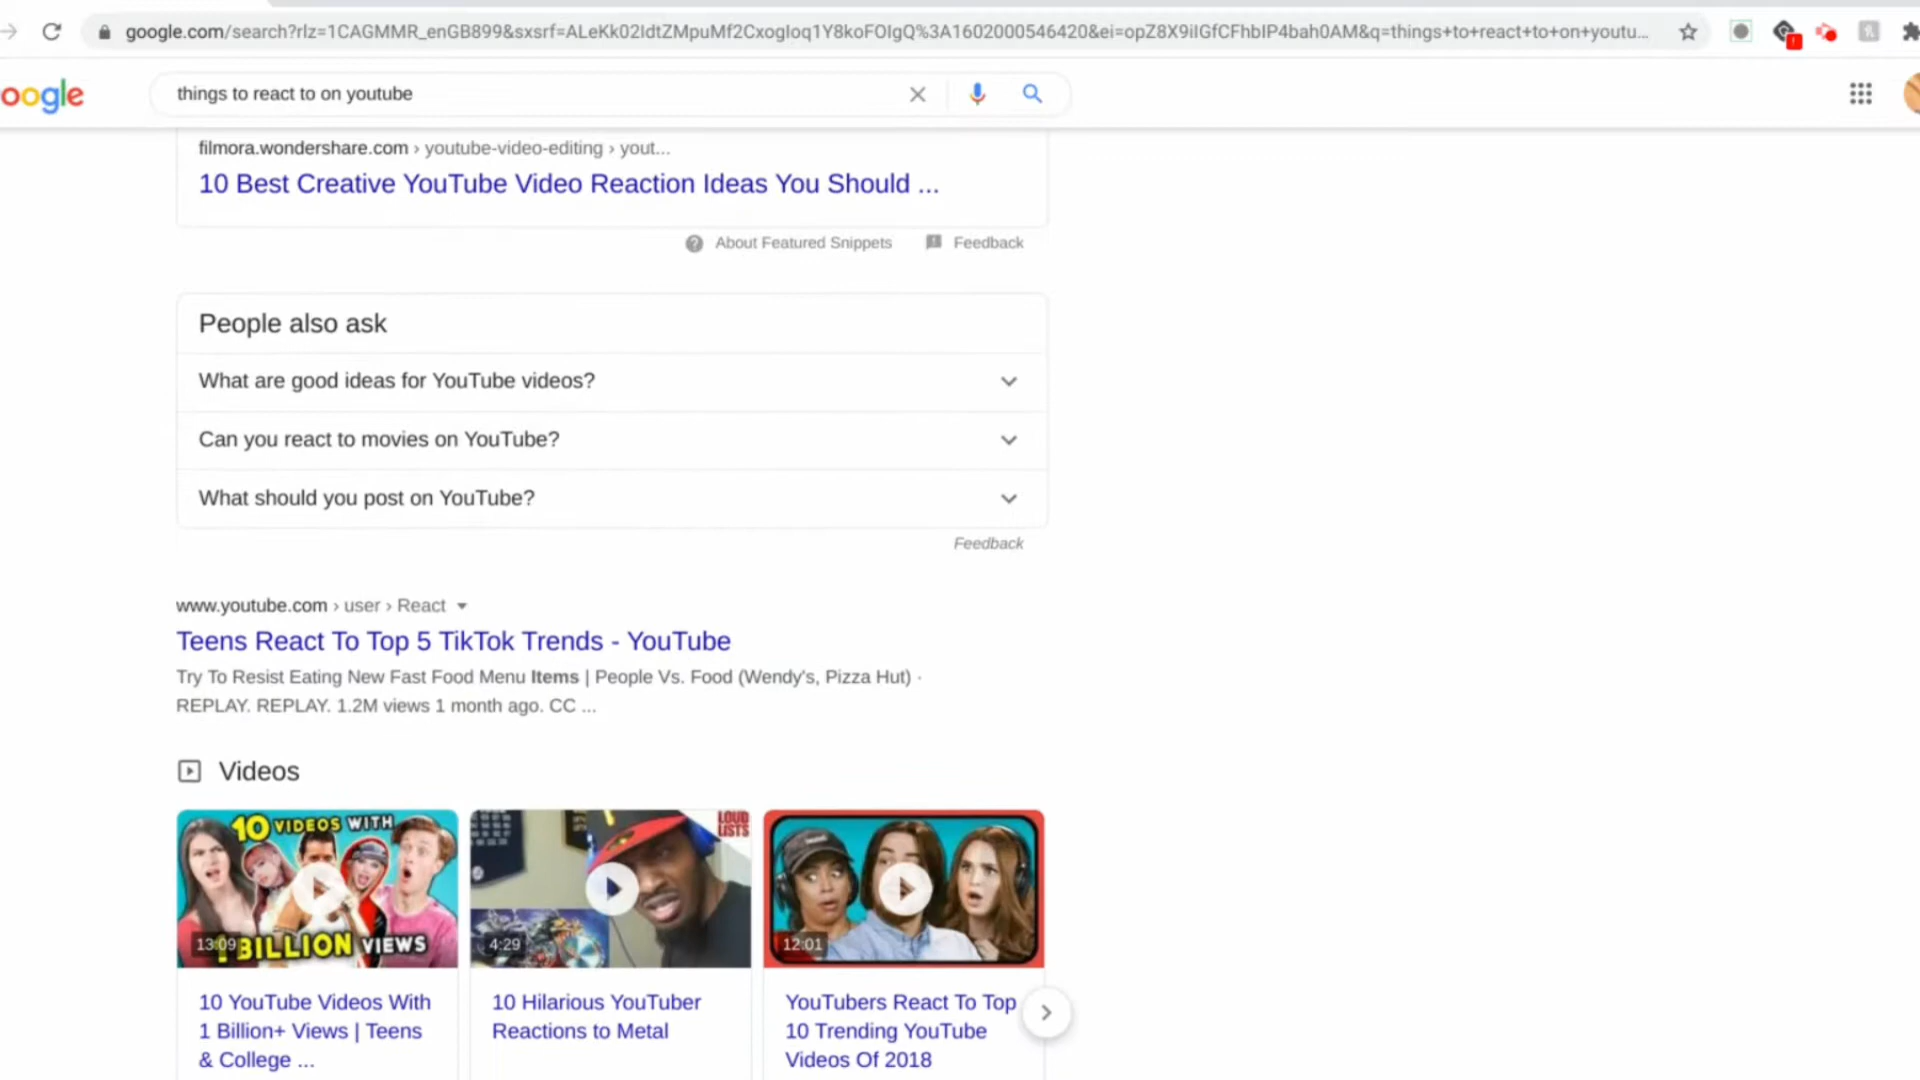 google.com/search?rlz=1CAGMMR_enGB899&sxsrf=ALeKk02IdtZMpuMf2CxogIoq1Y8koFOIgQ%3A1602000546420&ei=opZ8X9iIGfCFhbIP4bah0AM&q=things+to+react+to+on+youtu...
oogle
things to react to on youtube
filmora.wondershare.com › youtube-video-editing › yout...
10 Best Creative YouTube Video Reaction Ideas You Should ...
About Featured Snippets
Feedback
People also ask
What are good ideas for YouTube videos?
Can you react to movies on YouTube?
What should you post on YouTube?
Feedback
www.youtube.com › user › React
Teens React To Top 5 TikTok Trends - YouTube
Try To Resist Eating New Fast Food Menu Items | People Vs. Food (Wendy's, Pizza Hut) ·
REPLAY. REPLAY. 1.2M views 1 month ago. CC ...
Videos
10 VIDEOS WITH
1 BILLION VIEWS
13:09
LOUD
LISTS
4:29
12:01
10 YouTube Videos With
1 Billion+ Views | Teens
& College ...
10 Hilarious YouTuber
Reactions to Metal
YouTubers React To Top
10 Trending YouTube
Videos Of 2018